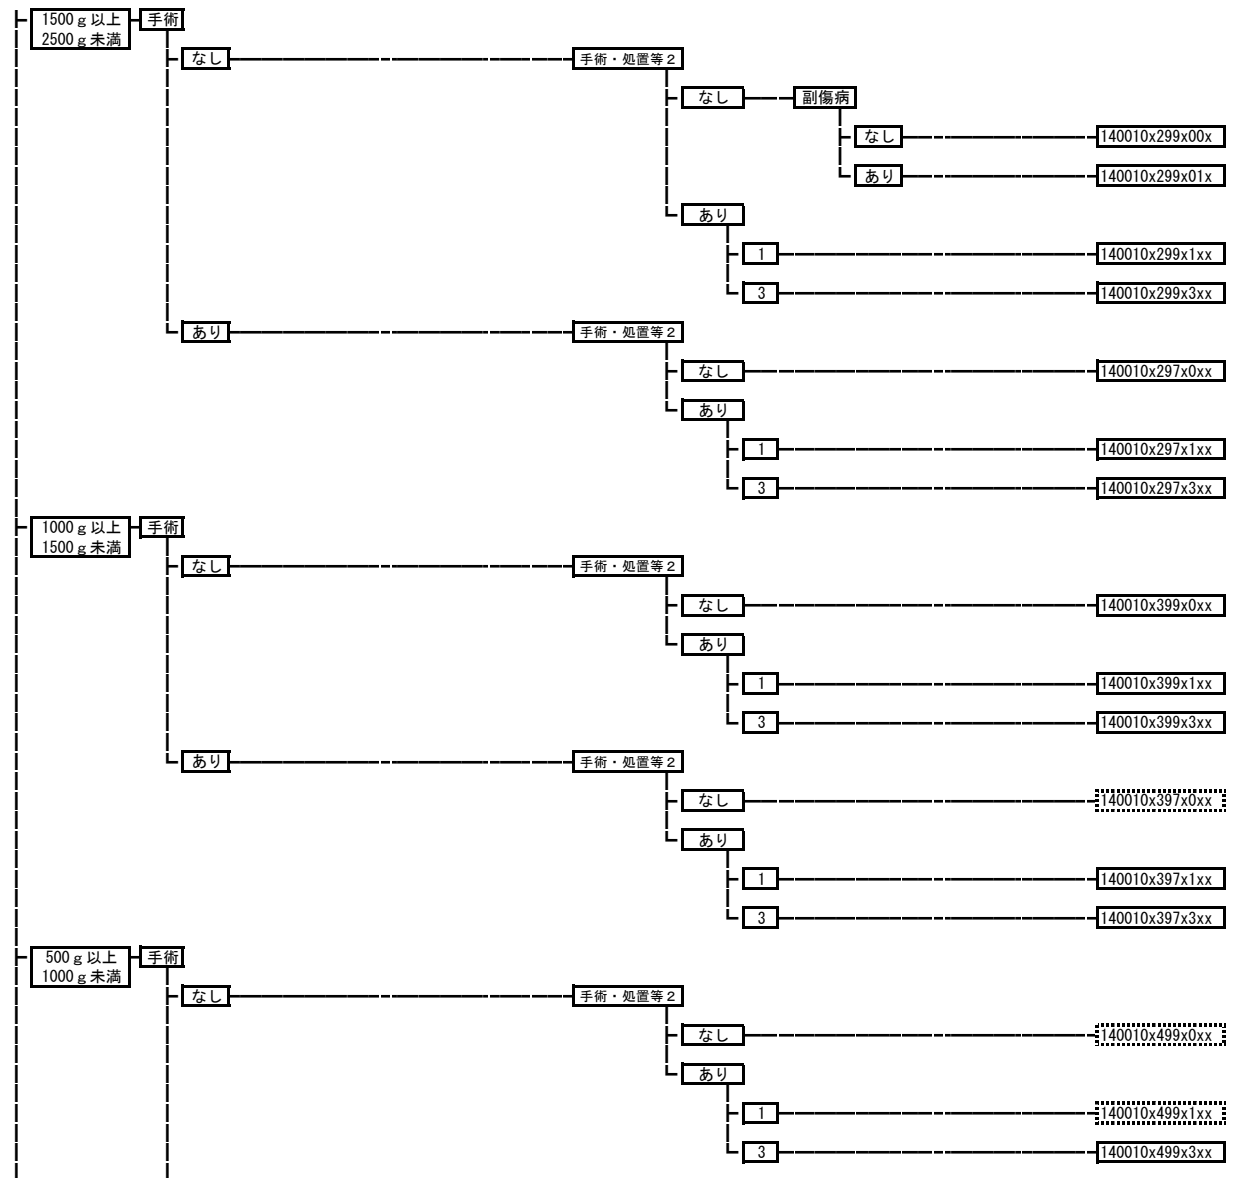 1500ｇ以上
2500ｇ未満
手術
なし
手術・処置等２
なし
副傷病
なし
140010x299x00x
あり
140010x299x01x
あり
1
140010x299x1xx
3
140010x299x3xx
あり
手術・処置等２
なし
140010x297x0xx
あり
1
140010x297x1xx
3
140010x297x3xx
1000ｇ以上
1500ｇ未満
手術
なし
手術・処置等２
なし
140010x399x0xx
あり
1
140010x399x1xx
3
140010x399x3xx
あり
手術・処置等２
なし
140010x397x0xx
あり
1
140010x397x1xx
3
140010x397x3xx
500ｇ以上
1000ｇ未満
手術
なし
手術・処置等２
なし
140010x499x0xx
あり
1
140010x499x1xx
3
140010x499x3xx